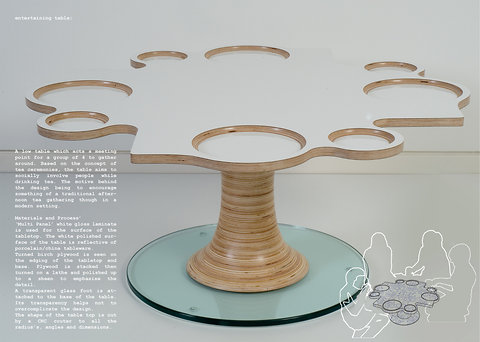 entertaining table:
A low table which acts a meeting
point for a group of 4 to gather
around. Based on the concept of
tea ceremonies, the table aims to
socially involve people while
drinking tea. The motive behind
the design being to encourage
something of a traditional after-
noon tea gathering though in a
modern setting.
Materials and Process'
'Multi Panel' white gloss laminate
is used for the surface of the
tabletop. The white polished sur-
face of the table is reflective of
porcelain/china tableware.
Turned birch plywood is seen on
the edging of the tabletop and
base. Plywood is stacked then
turned on a lathe and polished up
to a sheen to emphasize the
detail.
A transparent glass foot is at-
tached to the base of the table.
Its transparency helps not to
overcomplicate the design.
The shape of the table top is cut
by a CNC router to all the
radius's, angles and dimensions.